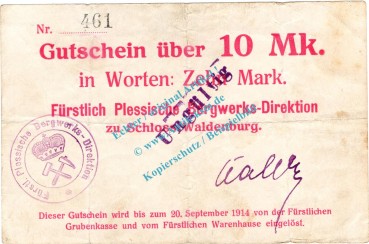 Nr. 461
Gutschein über 10 Mk.
in Worten: Zehn Mark.
Fürstlich Plessische Bergwerks-Direktion
zu Schloss Waldenburg.
Ungültig
Fürstl. Plessische Bergwerks-Direktion
Kopierschutz
Dieser Gutschein wird bis zum 20. September 1914 von der Fürstlichen
Grubenkasse und vom Fürstlichen Warenhause eingelöst.